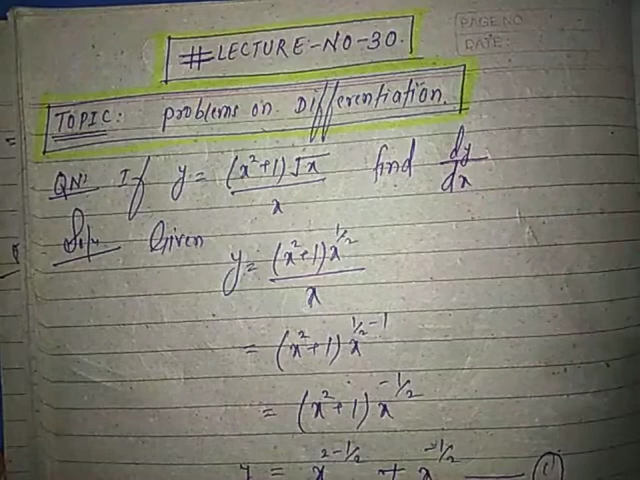 PAGE NO
DATE:
#LECTURE:-NO-30.
TOPIC: Problems on Differentiation.
QN: If y = (x²+1)√x / x find dy/dx
Soln Given
y = (x²+1)x^1/2 / x
= (x²+1) x^1/2-1
= (x²+1) x^-1/2
y = x^2-1/2 + x^-1/2 —— (1)